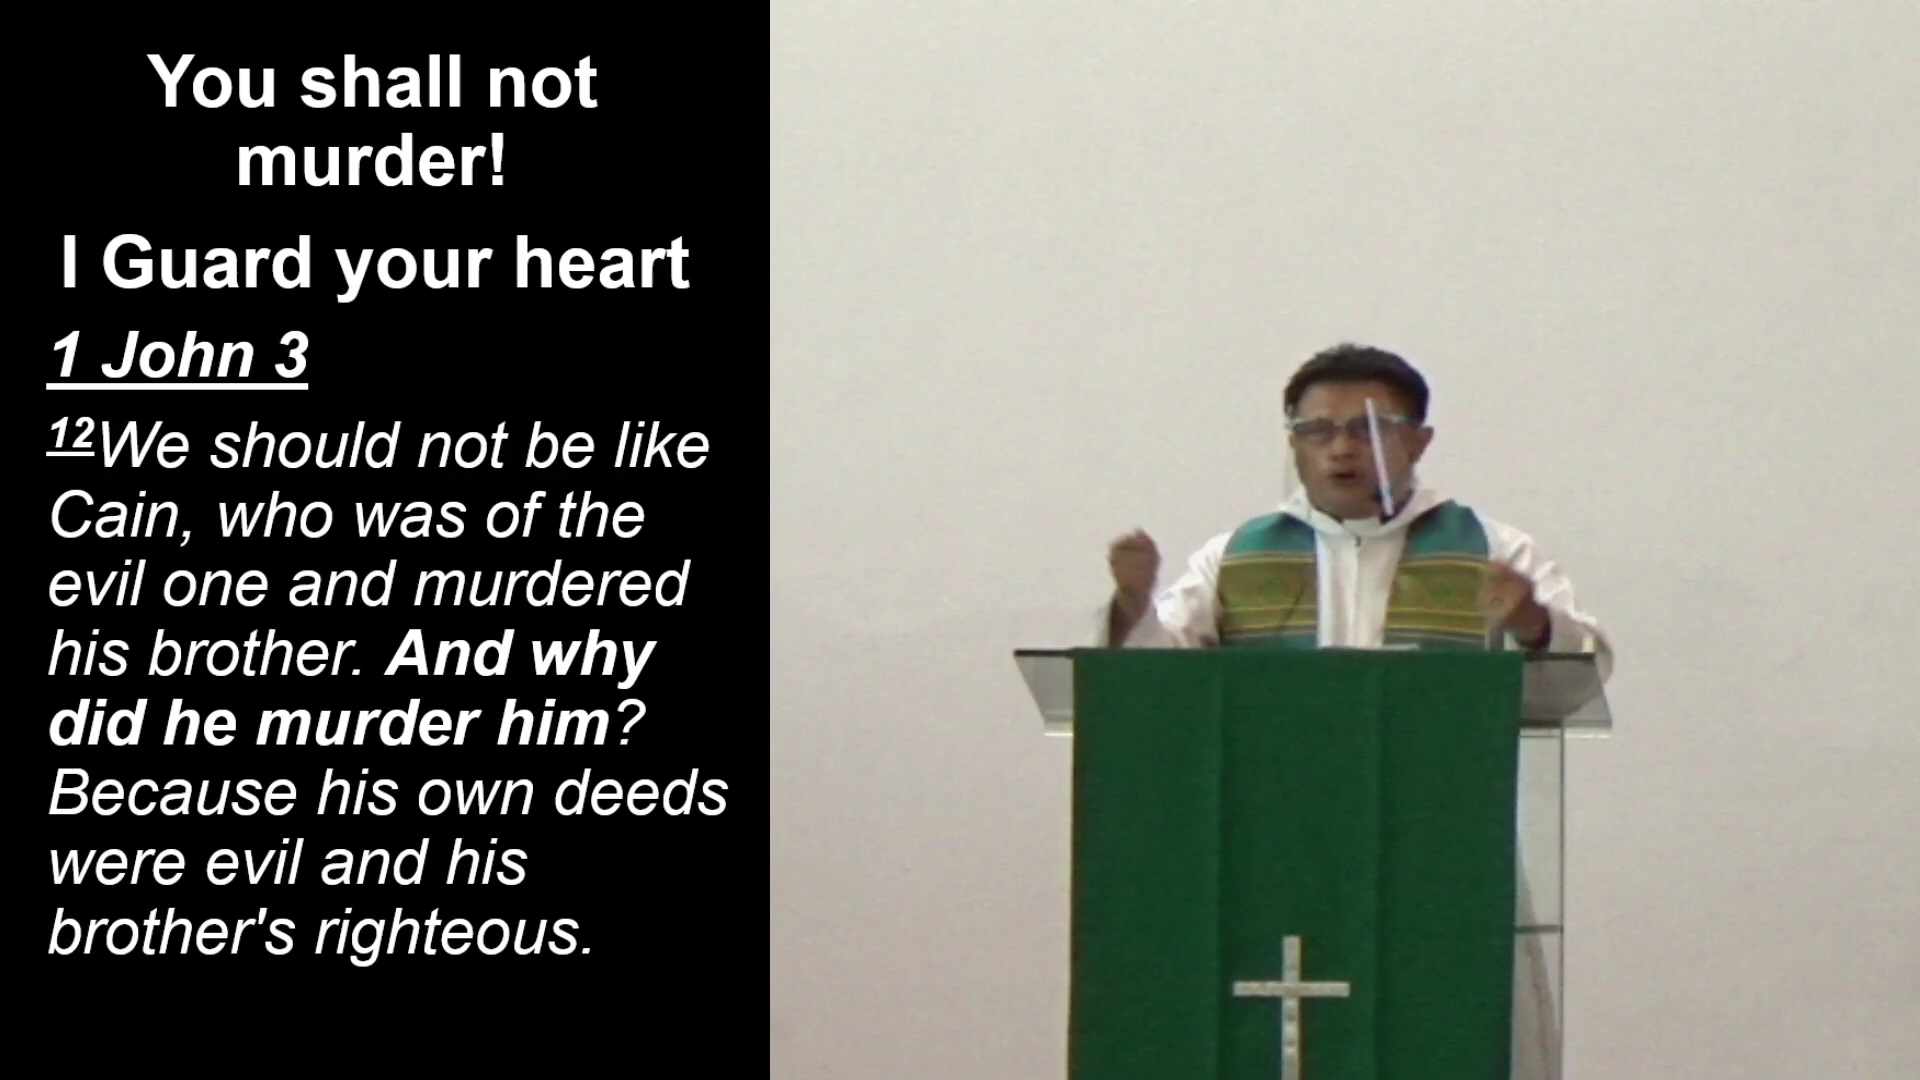 You shall not
murder!
I Guard your heart
1 John 3
12We should not be like
Cain, who was of the
evil one and murdered
his brother. And why
did he murder him?
Because his own deeds
were evil and his
brother's righteous.